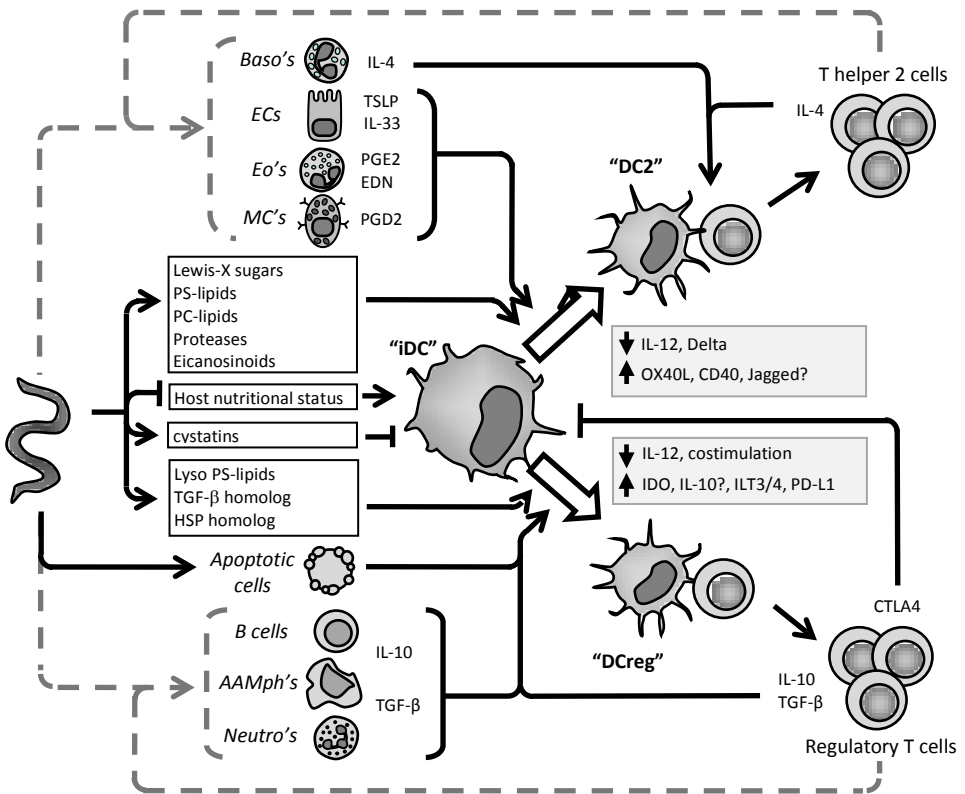 Baso's
IL-4
ECs
TSLP
IL-33
Eo's
PGE2
EDN
MC's
PGD2
T helper 2 cells
IL-4
“DC2”
Lewis-X sugars
PS-lipids
PC-lipids
Proteases
Eicanosinoids
“iDC”
IL-12, Delta
OX40L, CD40, Jagged?
Host nutritional status
cystatins
IL-12, costimulation
IDO, IL-10?, ILT3/4, PD-L1
Lyso PS-lipids
TGF-β homolog
HSP homolog
Apoptotic
cells
CTLA4
B cells
IL-10
“DCreg”
AAMph's
TGF-β
IL-10
TGF-β
Neutro's
Regulatory T cells